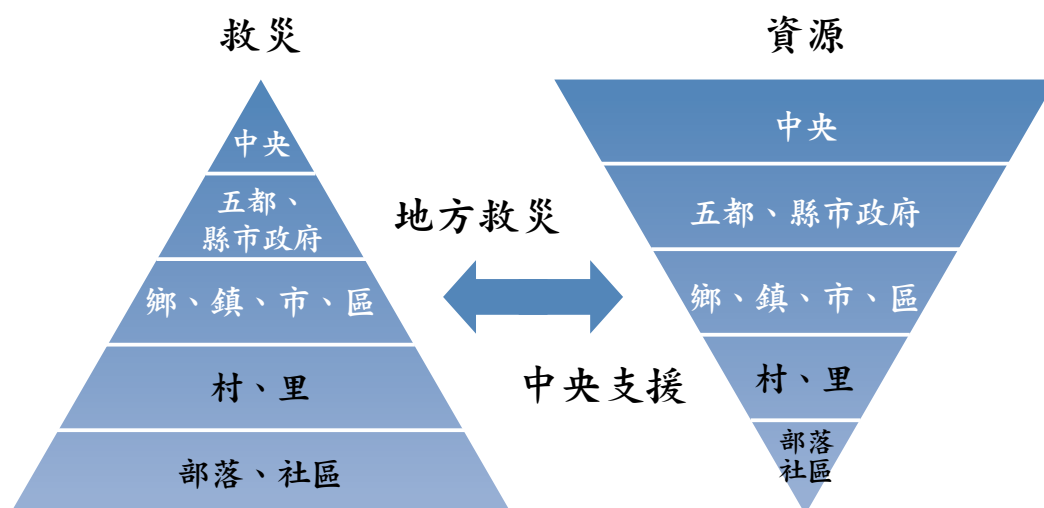 救災
中央
五都、
縣市政府
鄉、鎮、市、區
村、里
部落、社區
地方救災
中央支援
資源
中央
五都、縣市政府
鄉、鎮、市、區
村、里
部落
社區